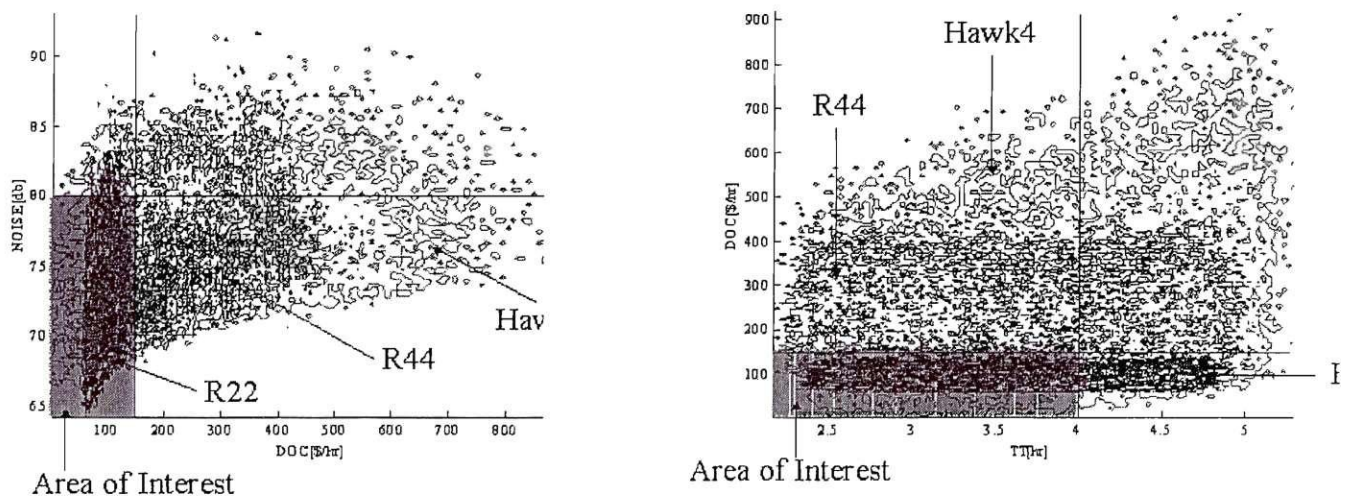 90
85
80
75
70
65
NOISE[db]
100 200 300 400 500 600 700 800
DOC[$/hr]
Hav
R44
R22
Area of Interest
900
800
700
600
500
400
300
200
100
DOC[$/hr]
Hawk4
R44
2.5 3 3.5 4 4.5 5
TT[hr]
Area of Interest